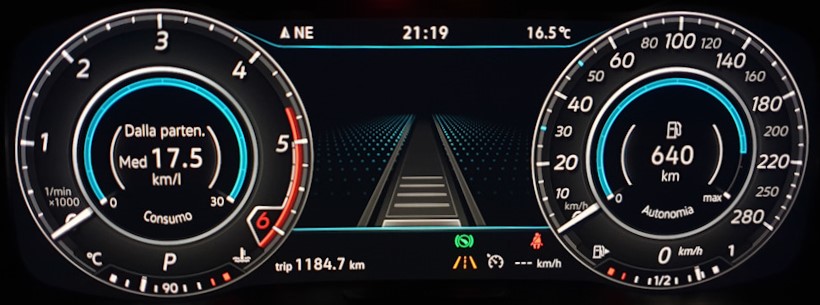 NE
21:19
16.5 °C
1
2
3
4
5
6
1/min
×1000
Dalla parten.
Med 17.5
km/l
0
30
Consumo
°C
P
90
trip 1184.7 km
--- km/h
10
20
30
40
50
60
80
100
120
140
160
180
200
220
250
280
km/h
640
km
0
max
Autonomia
0 km/h
1/2
1